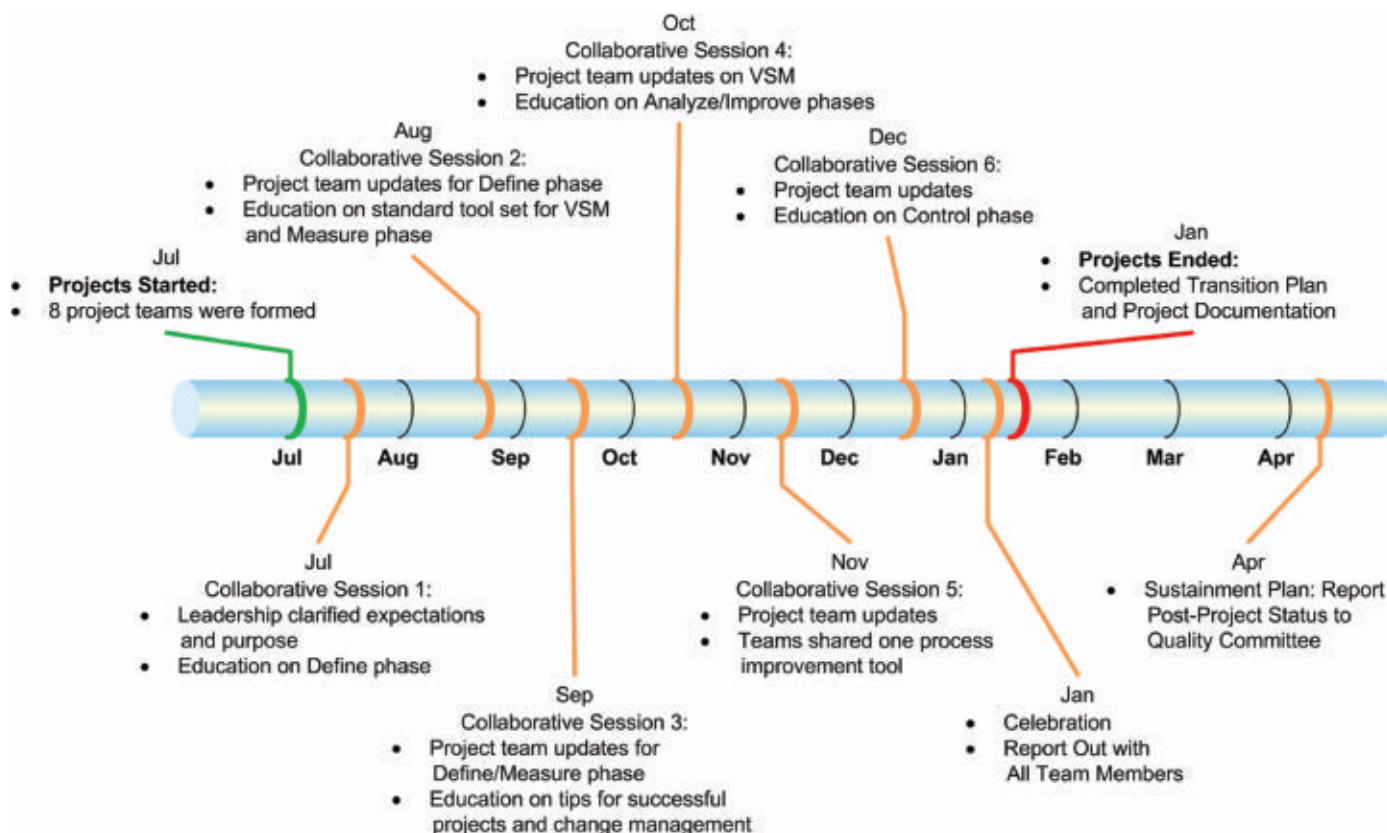 Oct
Collaborative Session 4:
• Project team updates on VSM
• Education on Analyze/Improve phases
Aug
Collaborative Session 2:
• Project team updates for Define phase
• Education on standard tool set for VSM
and Measure phase
Dec
Collaborative Session 6:
• Project team updates
• Education on Control phase
Jul
• Projects Started:
• 8 project teams were formed
Jan
• Projects Ended:
• Completed Transition Plan
and Project Documentation
Jul Aug Sep Oct Nov Dec Jan Feb Mar Apr
Jul
Collaborative Session 1:
• Leadership clarified expectations
and purpose
• Education on Define phase
Sep
Collaborative Session 3:
• Project team updates for
Define/Measure phase
• Education on tips for successful
projects and change management
Nov
Collaborative Session 5:
• Project team updates
• Teams shared one process
improvement tool
Jan
• Celebration
• Report Out with
All Team Members
Apr
• Sustainment Plan: Report
Post-Project Status to
Quality Committee